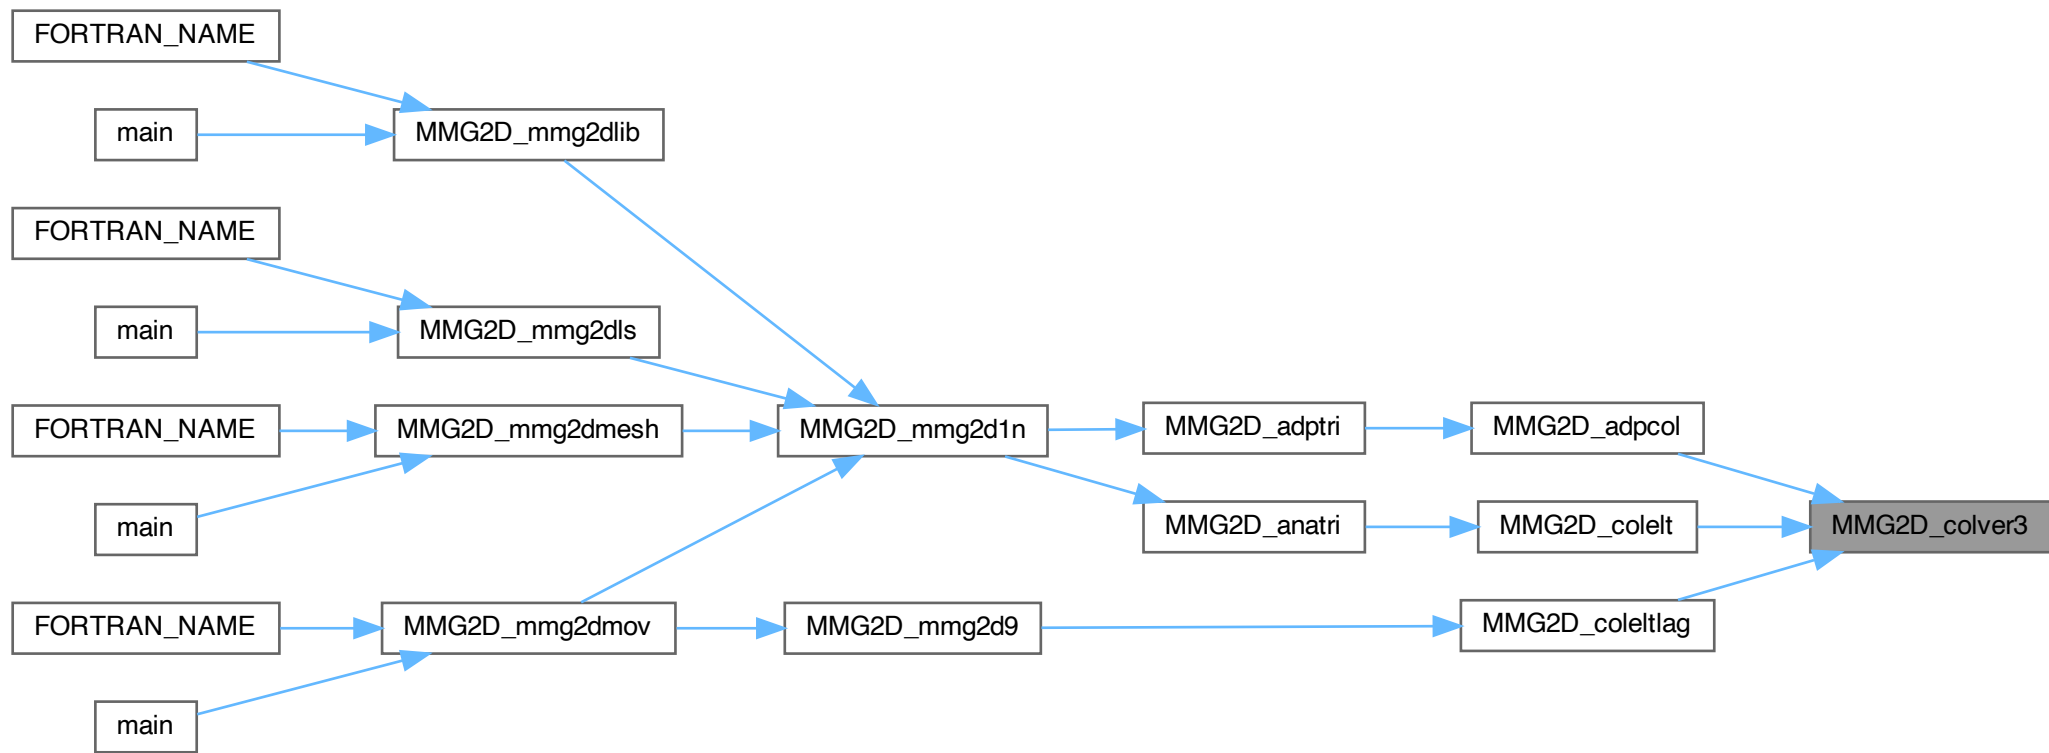 FORTRAN_NAME
main
MMG2D_mmg2dlib
FORTRAN_NAME
main
MMG2D_mmg2dls
FORTRAN_NAME
MMG2D_mmg2dmesh
MMG2D_mmg2d1n
MMG2D_adptri
MMG2D_adpcol
main
MMG2D_anatri
MMG2D_colelt
MMG2D_colver3
FORTRAN_NAME
MMG2D_mmg2dmov
MMG2D_mmg2d9
MMG2D_coleltlag
main